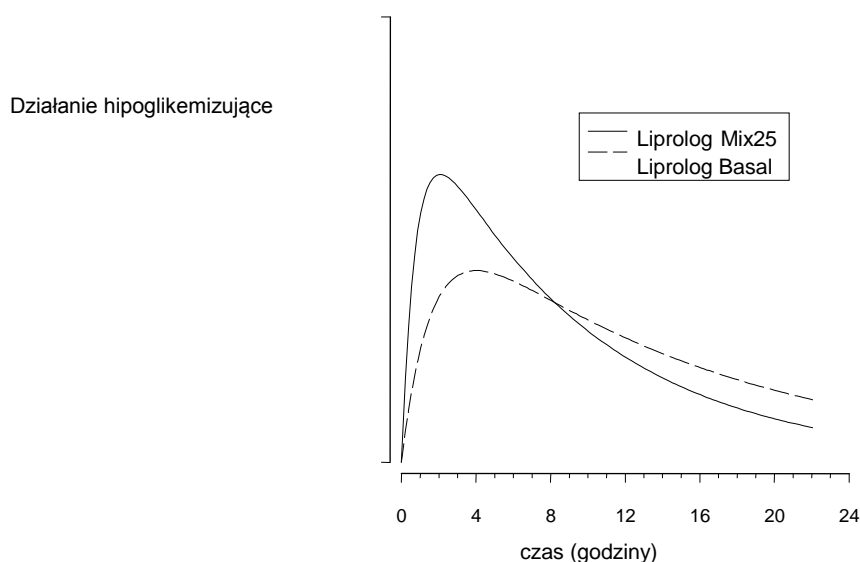 Działanie hipoglikemizujące
Liprolog Mix25
Liprolog Basal
0 4 8 12 16 20 24
czas (godziny)